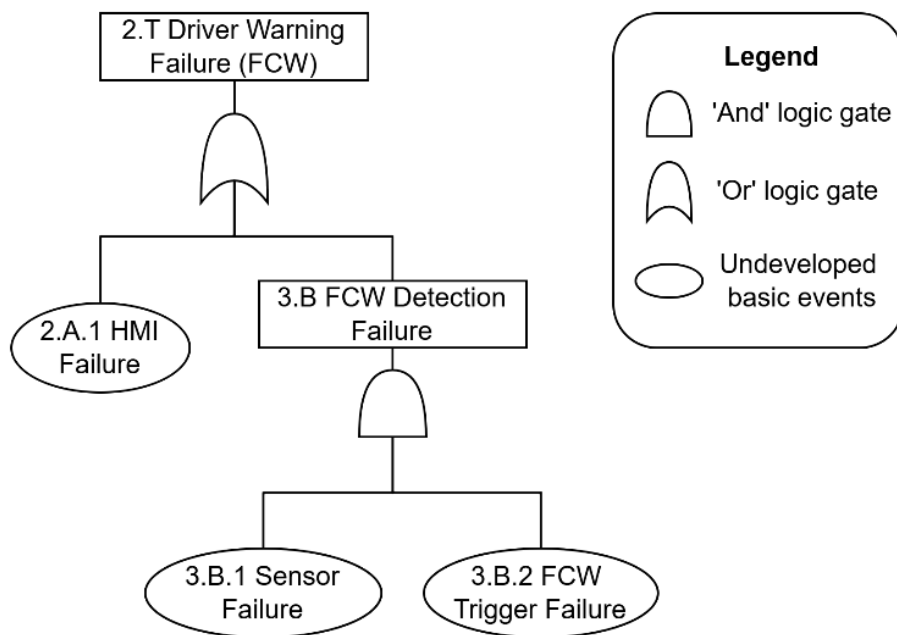 2.T Driver Warning
Failure (FCW)
Legend
'And' logic gate
'Or' logic gate
Undeveloped
basic events
3.B FCW Detection
Failure
2.A.1 HMI
Failure
3.B.1 Sensor
Failure
3.B.2 FCW
Trigger Failure